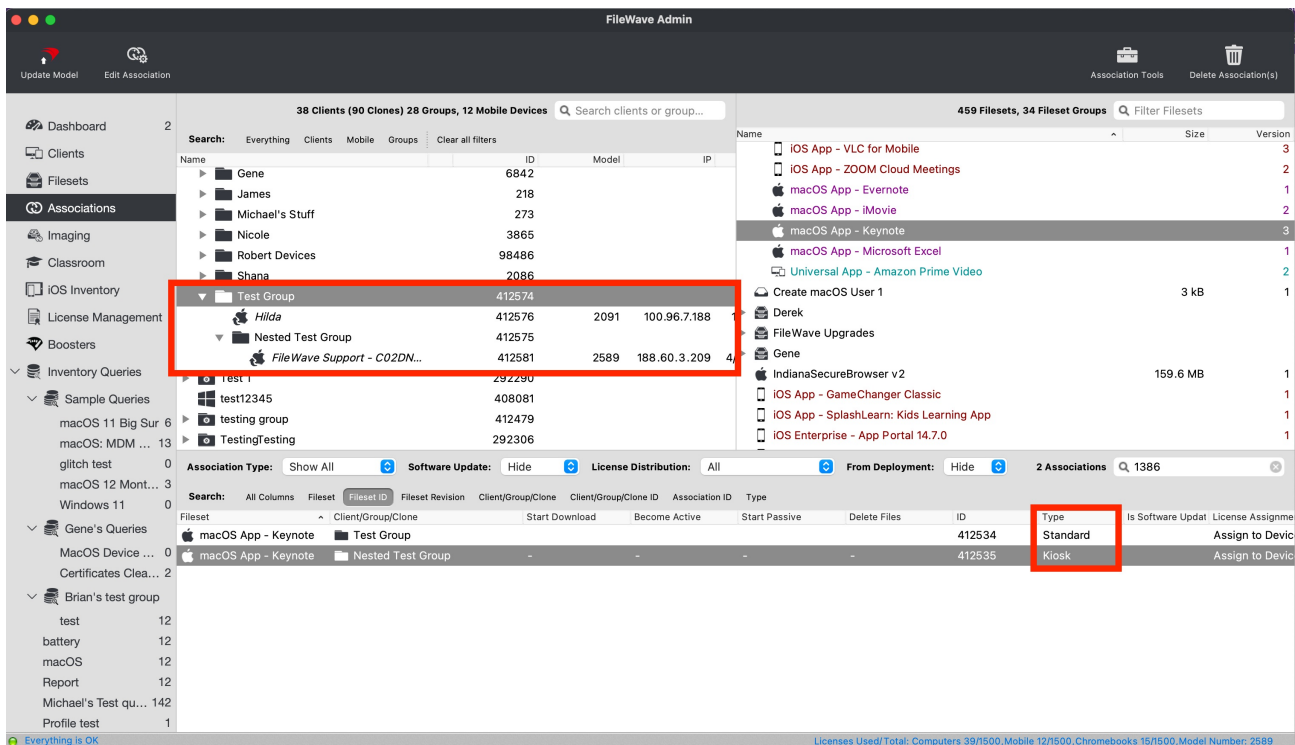 FileWave Admin
Update Model
Edit Association
Association Tools
Delete Association(s)
Dashboard 2
Clients
Filesets
Associations
Imaging
Classroom
iOS Inventory
License Management
Boosters
Inventory Queries
Sample Queries
macOS 11 Big Sur 6
macOS: MDM ... 13
glitch test 0
macOS 12 Mont... 3
Windows 11 0
Gene's Queries
MacOS Device ... 0
Certificates Clea... 2
Brian's test group
test 12
battery 12
macOS 12
Report 12
Michael's Test qu... 142
Profile test 1
38 Clients (90 Clones) 28 Groups, 12 Mobile Devices Search clients or group...
Search: Everything Clients Mobile Groups Clear all filters
Name ID Model IP
Gene 6842
James 218
Michael's Stuff 273
Nicole 3865
Robert Devices 98486
Shana 2086
Test Group 412574
Hilda 412576 2091 100.96.7.188
Nested Test Group 412575
FileWave Support - C02DN... 412581 2589 188.60.3.209 4/
Test 1 292290
test12345 408081
testing group 412479
TestingTesting 292306
459 Filesets, 34 Fileset Groups Filter Filesets
Name Size Version
iOS App - VLC for Mobile 3
iOS App - ZOOM Cloud Meetings 2
macOS App - Evernote 1
macOS App - iMovie 2
macOS App - Keynote 3
macOS App - Microsoft Excel 1
Universal App - Amazon Prime Video 2
Create macOS User 1 3 kB 1
Derek
FileWave Upgrades
Gene
IndianaSecureBrowser v2 159.6 MB 1
iOS App - GameChanger Classic 1
iOS App - SplashLearn: Kids Learning App 1
iOS Enterprise - App Portal 14.7.0 1
Association Type: Show All Software Update: Hide License Distribution: All From Deployment: Hide 2 Associations 1386
Search: All Columns Fileset Fileset ID Fileset Revision Client/Group/Clone Client/Group/Clone ID Association ID Type
Fileset Client/Group/Clone Start Download Become Active Start Passive Delete Files ID Type Is Software Updat License Assignme
macOS App - Keynote Test Group 412534 Standard Assign to Devic
macOS App - Keynote Nested Test Group - - - - 412535 Kiosk Assign to Devic
Everything is OK
Licenses Used/Total: Computers 39/1500,Mobile 12/1500,Chromebooks 15/1500,Model Number: 2589